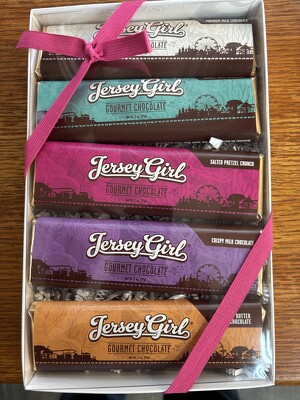 PREMIUM MILK CHOCOLATE
Jersey Girl
GOURMET CHOCOLATE
Jersey Girl
GOURMET CHOCOLATE
Jersey Girl
SALTED PRETZEL CRUNCH
GOURMET CHOCOLATE
Jersey Girl
CRISPY MILK CHOCOLATE
GOURMET CHOCOLATE
Jersey Girl
BUTTER
CHOCOLATE
GOURMET CHOCOLATE